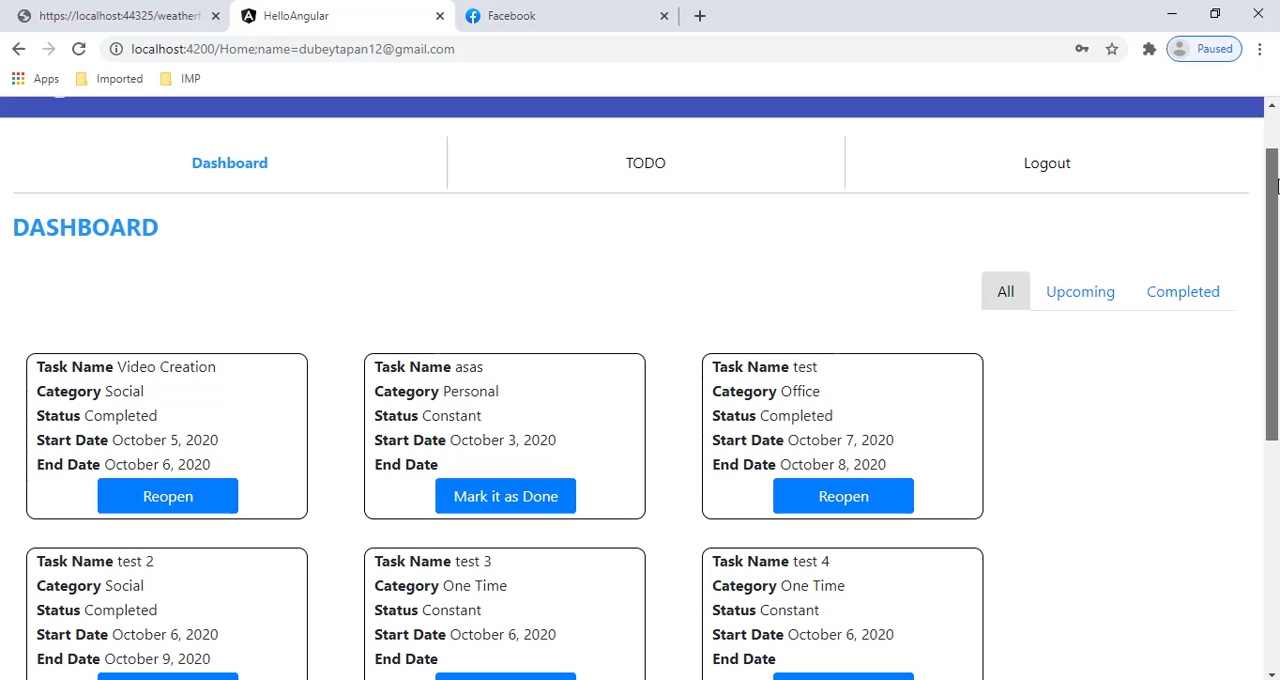 https://localhost:44325/weatherf
HelloAngular
Facebook
localhost:4200/Home;name=dubeytapan12@gmail.com
Paused
Apps
Imported
IMP
Dashboard
TODO
Logout
DASHBOARD
All
Upcoming
Completed
Task Name Video Creation
Category Social
Status Completed
Start Date October 5, 2020
End Date October 6, 2020
Reopen
Task Name asas
Category Personal
Status Constant
Start Date October 3, 2020
End Date
Mark it as Done
Task Name test
Category Office
Status Completed
Start Date October 7, 2020
End Date October 8, 2020
Reopen
Task Name test 2
Category Social
Status Completed
Start Date October 6, 2020
End Date October 9, 2020
Task Name test 3
Category One Time
Status Constant
Start Date October 6, 2020
End Date
Task Name test 4
Category One Time
Status Constant
Start Date October 6, 2020
End Date